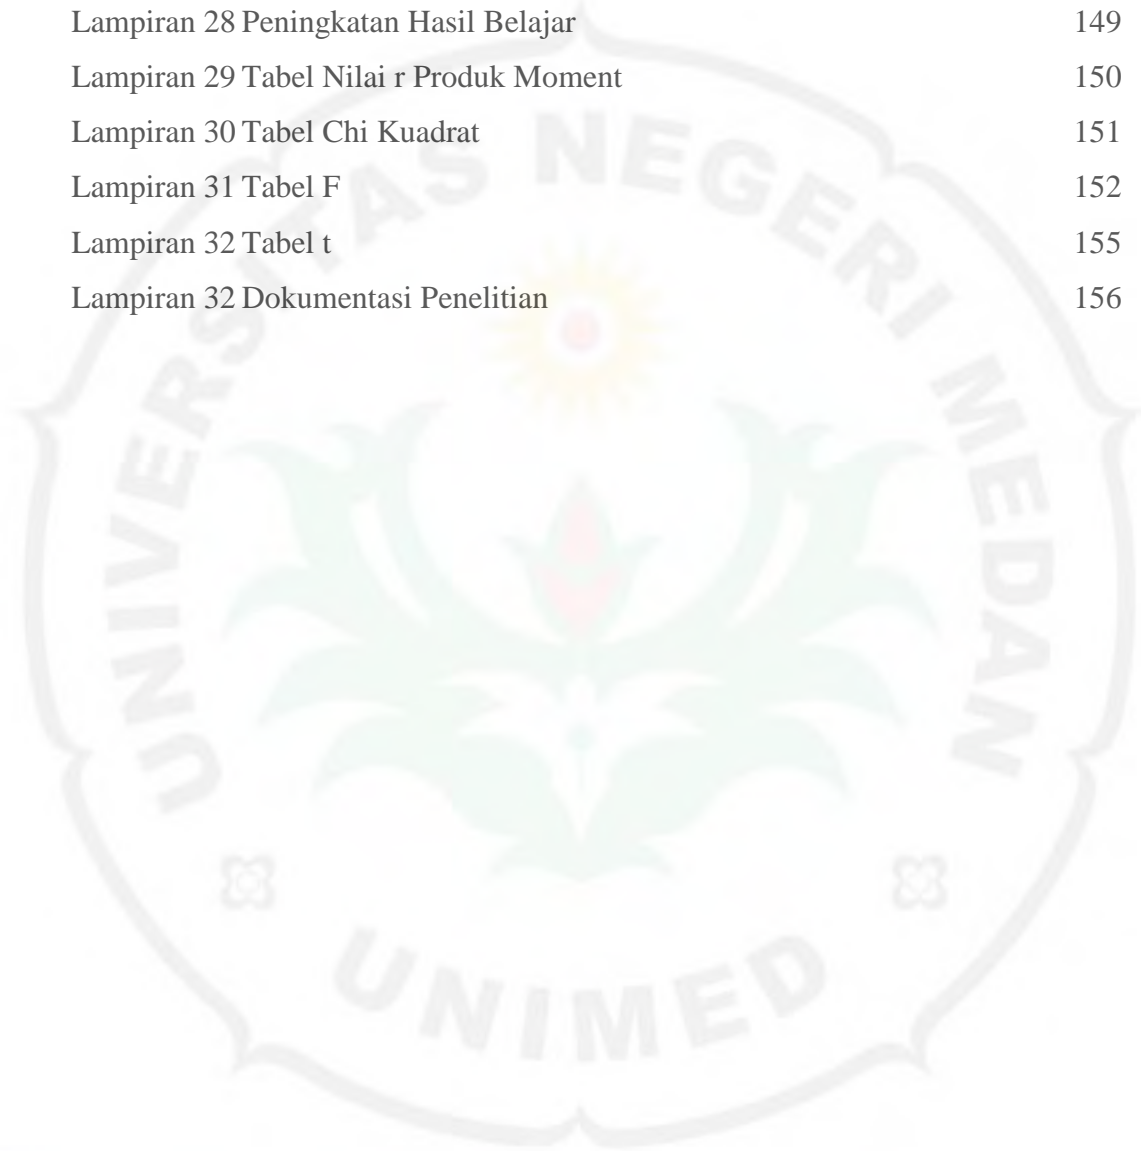 Lampiran 28 Peningkatan Hasil Belajar 149
Lampiran 29 Tabel Nilai r Produk Moment 150
Lampiran 30 Tabel Chi Kuadrat 151
Lampiran 31 Tabel F 152
Lampiran 32 Tabel t 155
Lampiran 32 Dokumentasi Penelitian 156
UNIVERSITAS NEGERI MEDAN
UNIMED